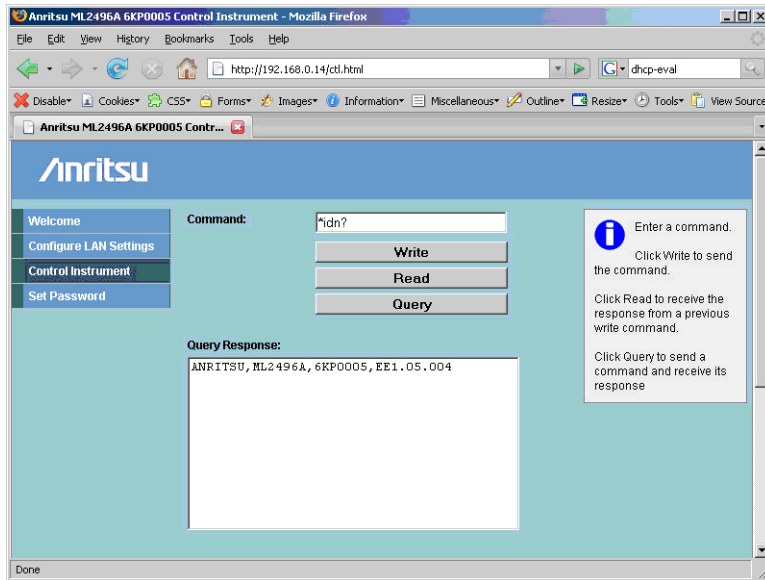 Anritsu ML2496A 6KP0005 Control Instrument - Mozilla Firefox
File Edit View History Bookmarks Tools Help
http://192.168.0.14/ctl.html
G dhcp-eval
Disable Cookies CSS Forms Images Information Miscellaneous Outline Resize Tools View Source
Anritsu ML2496A 6KP0005 Contr...
Anritsu
Welcome
Configure LAN Settings
Control Instrument
Set Password
Command:
*idn?
Write
Read
Query
Query Response:
ANRITSU,ML2496A,6KP0005,EE1.05.004
Enter a command.
Click Write to send
the command.
Click Read to receive the
response from a previous
write command.
Click Query to send a
command and receive its
response
Done